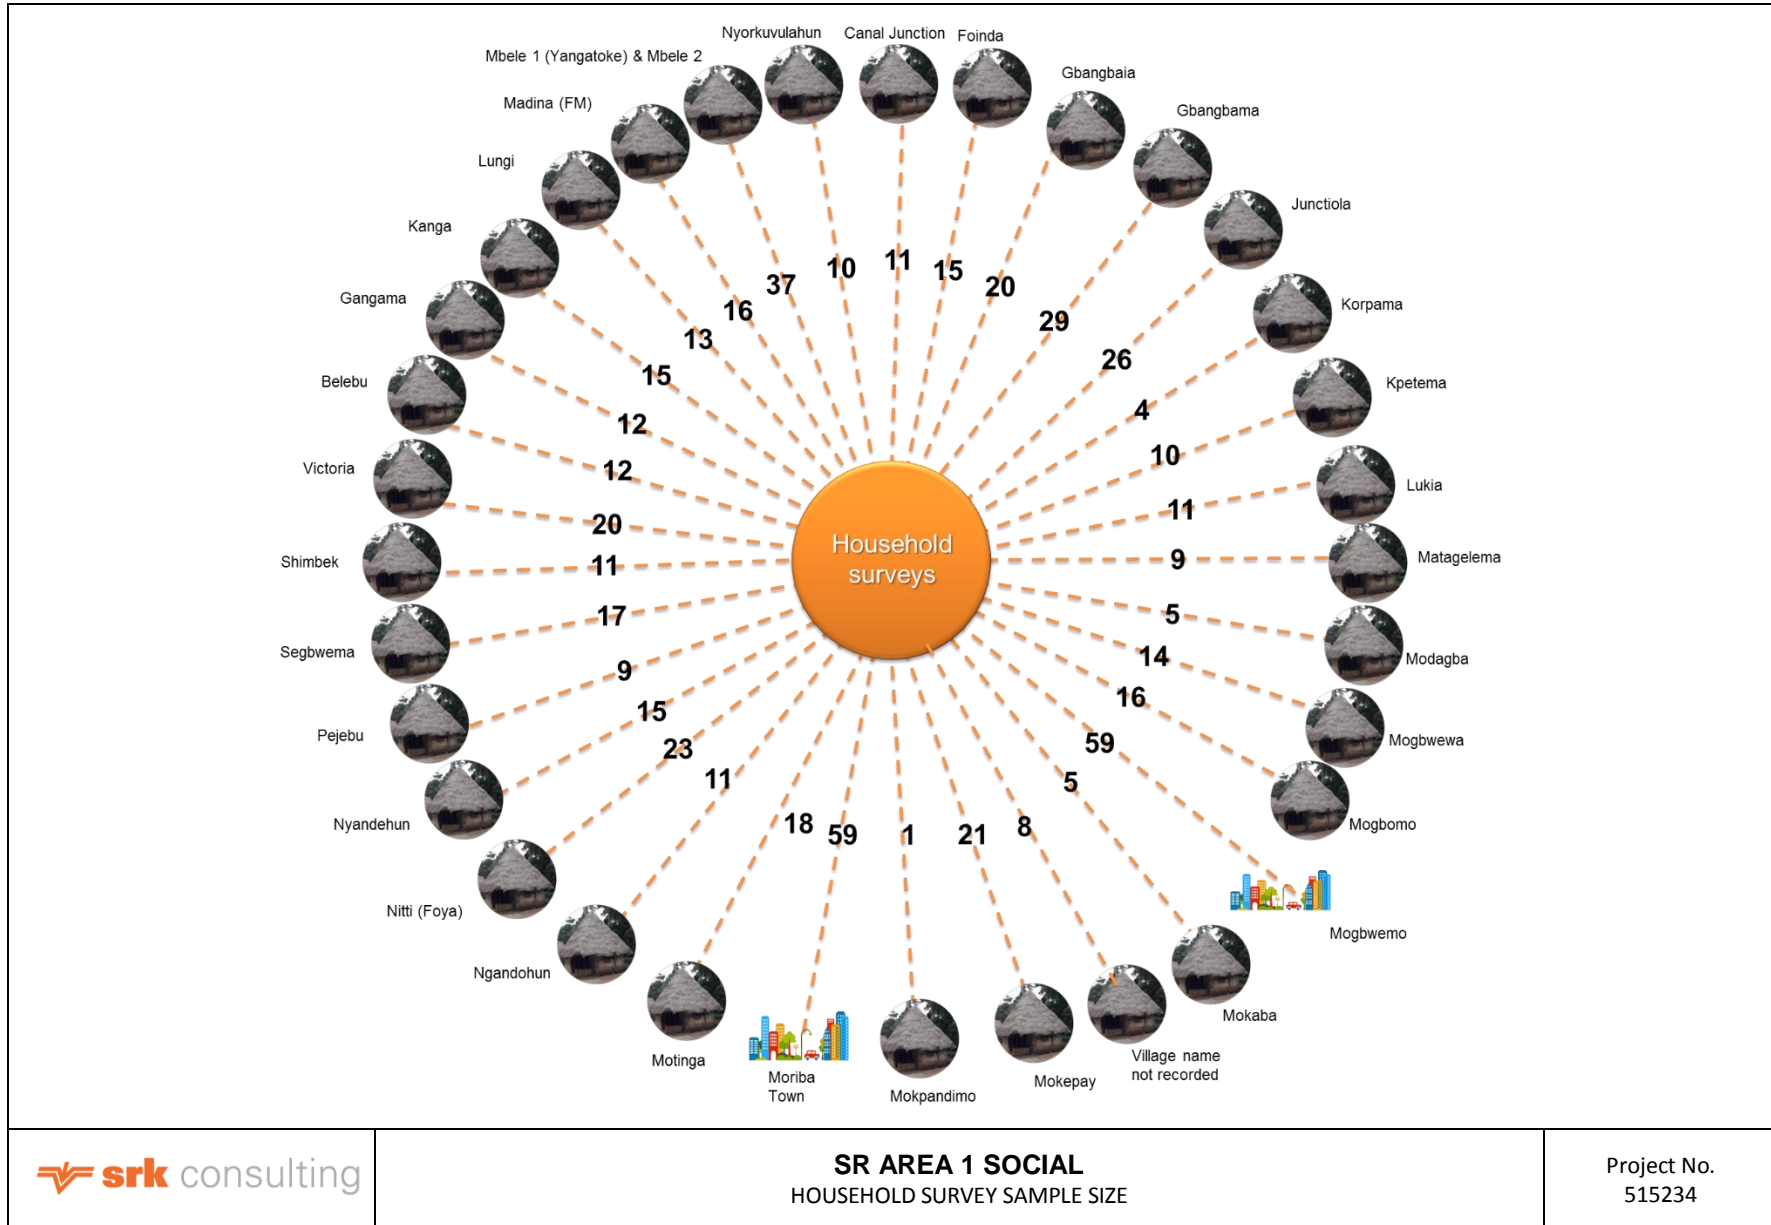 Nyorkuvulahun
Canal Junction
Foinda
Mbele 1 (Yangatoke) & Mbele 2
Gbangbaia
Madina (FM)
Gbangbama
Lungi
Junctiola
Kanga
Korpama
Gangama
Kpetema
Belebu
Lukia
Victoria
Matagelema
Shimbek
Modagba
Segbwema
Mogbwewa
Pejebu
Mogbomo
Nyandehun
Mogbwemo
Nitti (Foya)
Mokaba
Ngandohun
Village name
not recorded
Motinga
Mokepay
Moriba
Town
Mokpandimo
10
11
15
20
29
26
4
10
11
9
5
14
16
59
5
8
21
1
59
18
11
23
15
9
17
11
20
12
12
15
13
16
37
Household
surveys
srk consulting
SR AREA 1 SOCIAL
HOUSEHOLD SURVEY SAMPLE SIZE
Project No.
515234